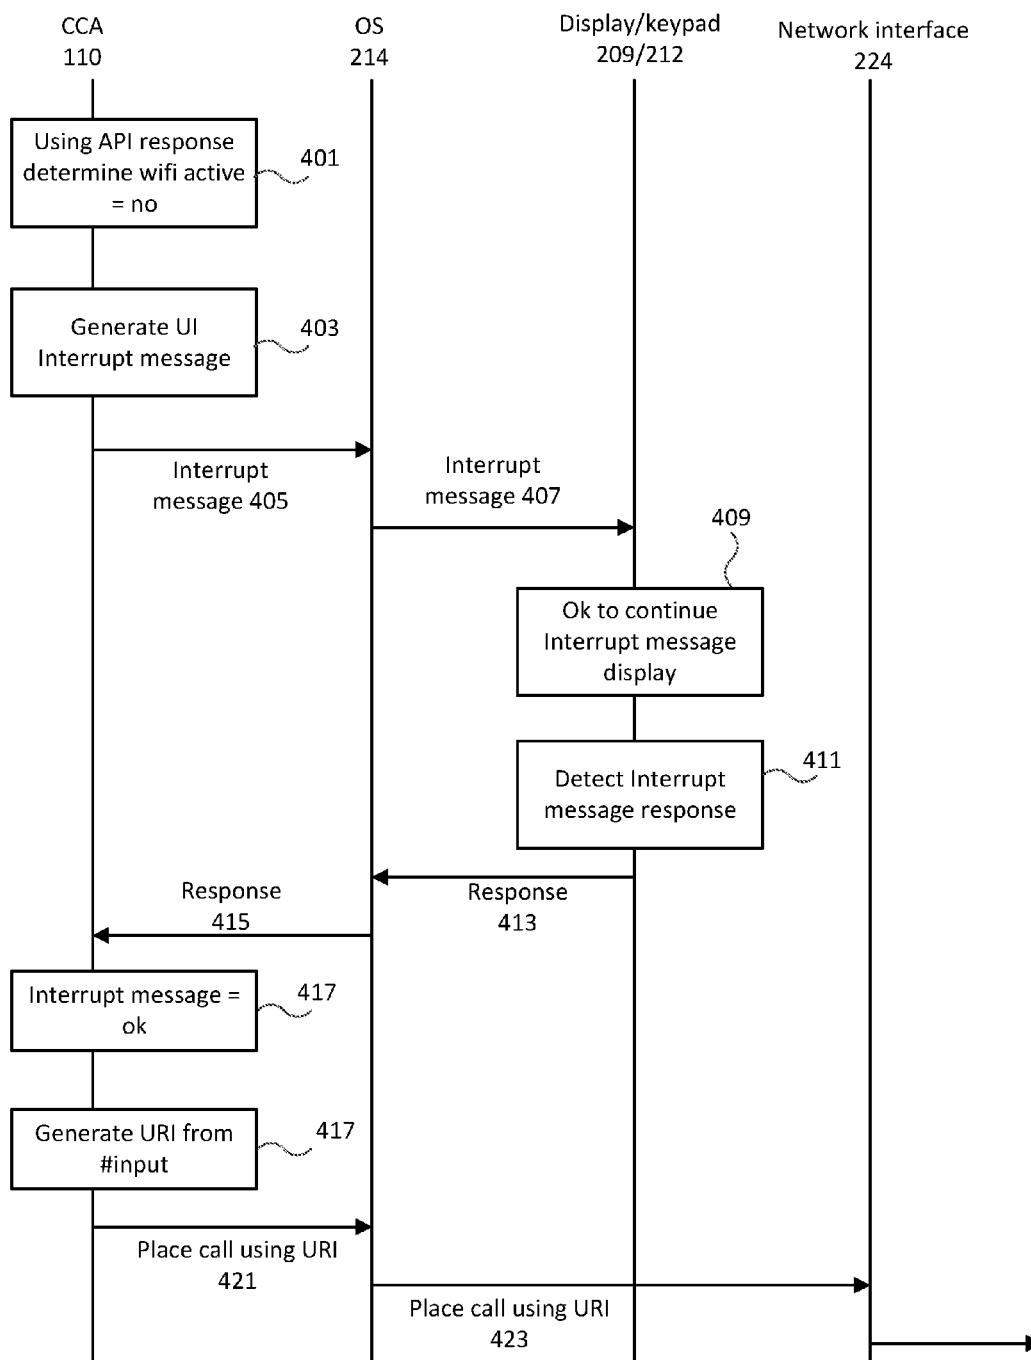 CCA
110
OS
214
Display/keypad
209/212
Network interface
224
Using API response
determine wifi active
= no
401
Generate UI
Interrupt message
403
Interrupt
message 405
Interrupt
message 407
409
Ok to continue
Interrupt message
display
Detect Interrupt
message response
411
Response
413
Response
415
Interrupt message =
ok
417
Generate URI from
#input
417
Place call using URI
421
Place call using URI
423